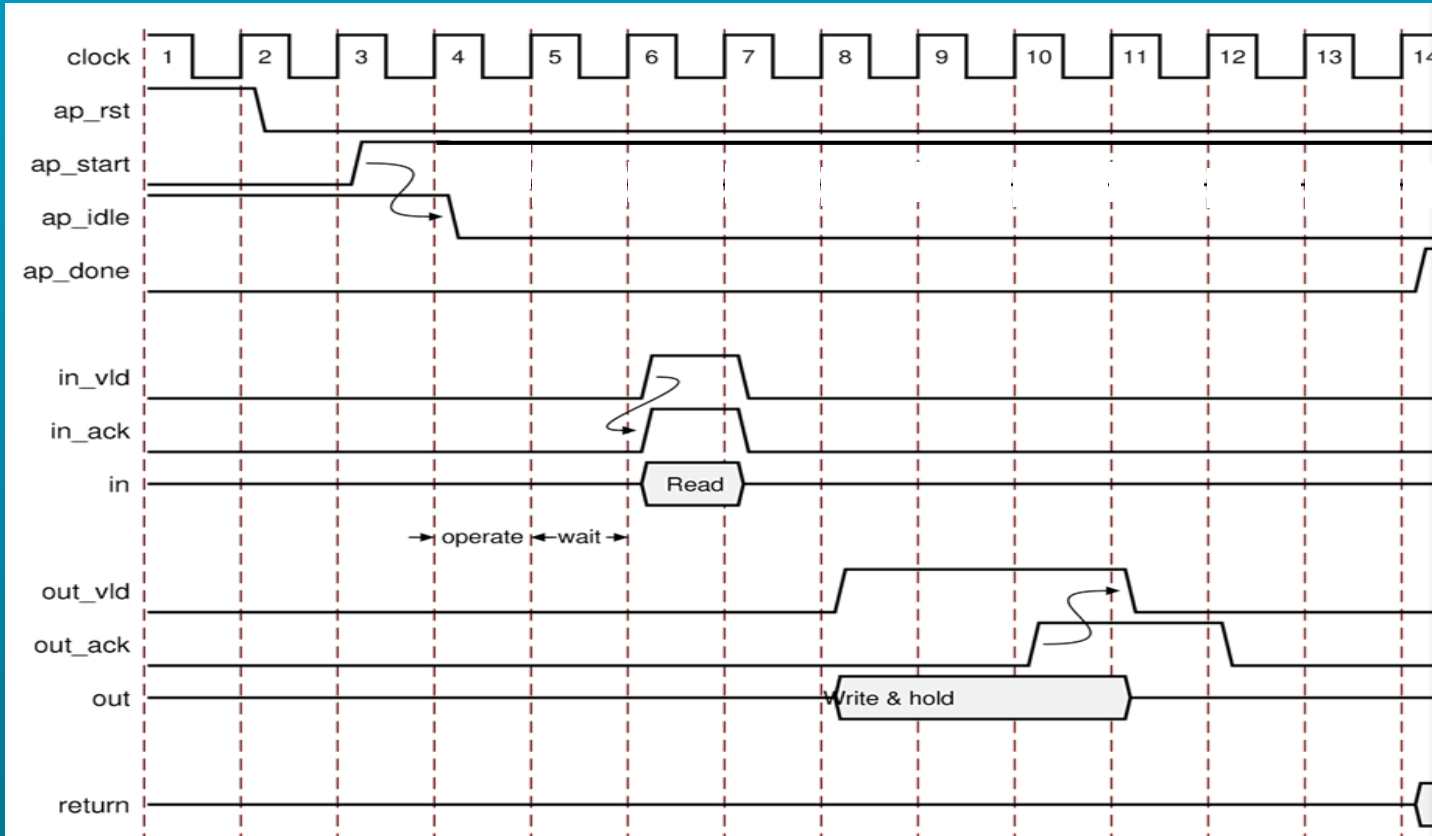 clock 1 2 3 4 5 6 7 8 9 10 11 12 13 14
ap_rst
ap_start
ap_idle
ap_done
in_vld
in_ack
in Read
operate wait
out_vld
out_ack
out Write & hold
return